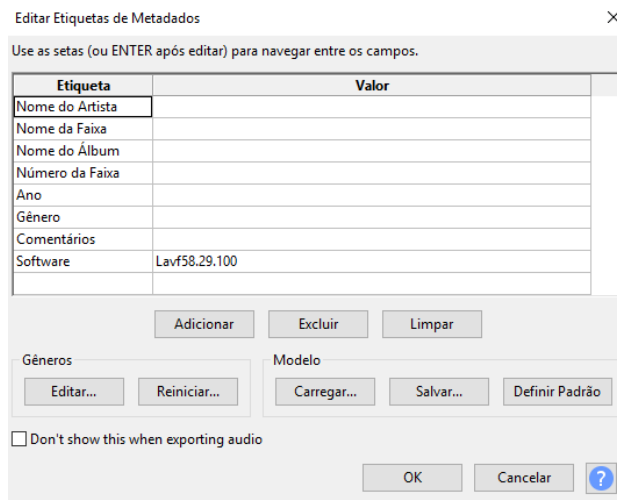 Editar Etiquetas de Metadados
Use as setas (ou ENTER após editar) para navegar entre os campos.
Etiqueta Valor
Nome do Artista
Nome da Faixa
Nome do Álbum
Número da Faixa
Ano
Gênero
Comentários
Software Lavf58.29.100
Adicionar Excluir Limpar
Gêneros Modelo
Editar... Reiniciar... Carregar... Salvar... Definir Padrão
Don't show this when exporting audio
OK Cancelar ?